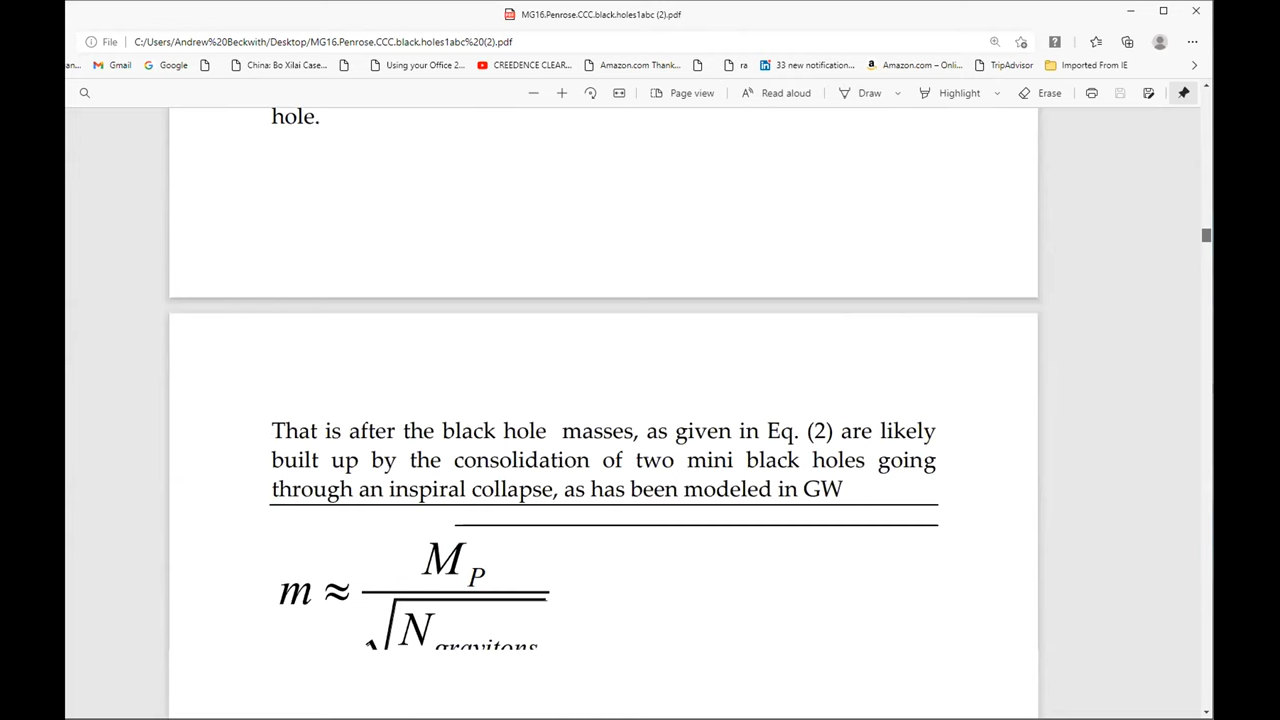 MG16.Penrose.CCC.black.holes1abc (2).pdf
File C:/Users/Andrew%20Beckwith/Desktop/MG16.Penrose.CCC.black.holes1abc%20(2).pdf
an... Gmail Google China: Bo Xilai Case... Using your Office 2... CREEDENCE CLEAR... Amazon.com Thank... ra 33 new notification... Amazon.com – Onli... TripAdvisor Imported From IE
Page view Read aloud Draw Highlight Erase
hole.
That is after the black hole masses, as given in Eq. (2) are likely
built up by the consolidation of two mini black holes going
through an inspiral collapse, as has been modeled in GW
m ≈ M_P / √N_gravitons